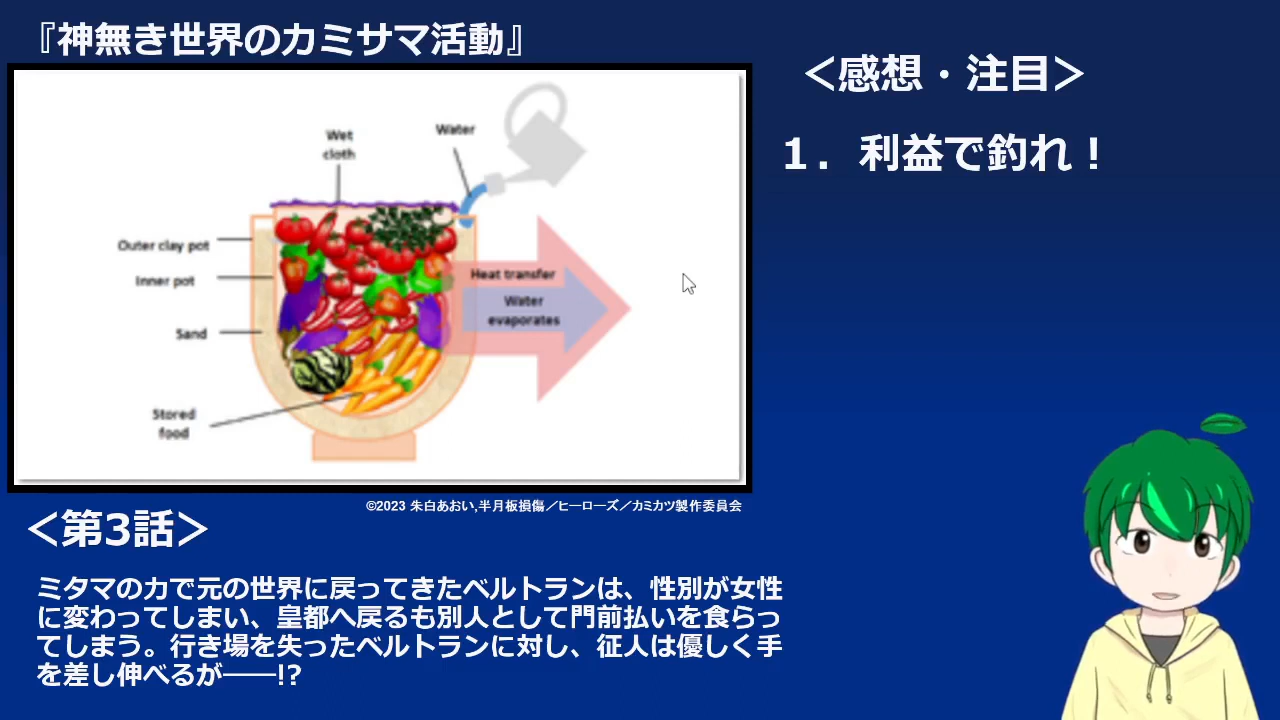 『神無き世界のカミサマ活動』
＜感想・注目＞
１．利益で釣れ！
Wet
cloth
Water
Outer clay pot
Inner pot
Sand
Stored
food
Heat transfer
Water
evaporates
©2023 朱白あおい,半月板損傷／ヒーローズ／カミカツ製作委員会
＜第3話＞
ミタマの力で元の世界に戻ってきたベルトランは、性別が女性
に変わってしまい、皇都へ戻るも別人として門前払いを食らっ
てしまう。行き場を失ったベルトランに対し、征人は優しく手
を差し伸べるが――!?